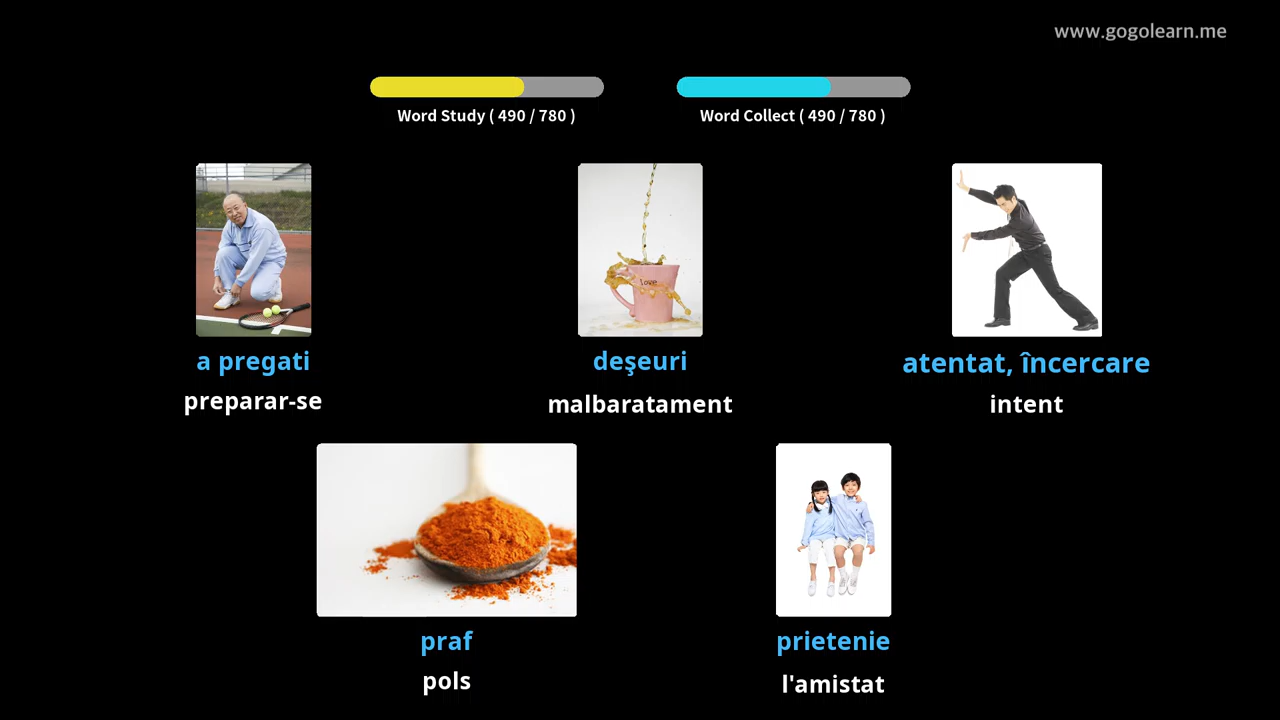 www.gogolearn.me
Word Study ( 490 / 780 )
Word Collect ( 490 / 780 )
love
a pregati
deşeuri
atentat, încercare
preparar-se
malbaratament
intent
praf
prietenie
pols
l'amistat